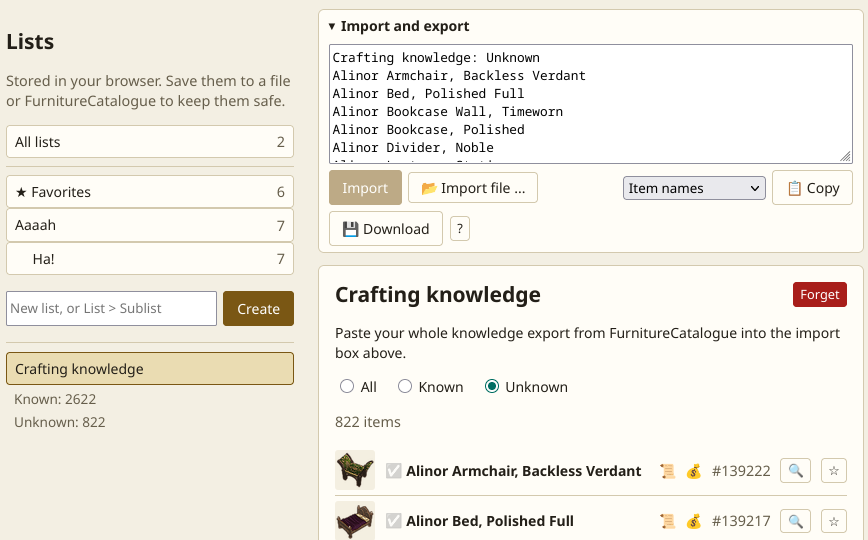 Lists
Stored in your browser. Save them to a file
or FurnitureCatalogue to keep them safe.
All lists 2
★ Favorites 6
Aaaah 7
Ha! 7
New list, or List > Sublist
Create
Crafting knowledge
Known: 2622
Unknown: 822
▼ Import and export
Crafting knowledge: Unknown
Alinor Armchair, Backless Verdant
Alinor Bed, Polished Full
Alinor Bookcase Wall, Timeworn
Alinor Bookcase, Polished
Alinor Divider, Noble
Import
📂 Import file ...
Item names
📋 Copy
💾 Download
?
Crafting knowledge
Forget
Paste your whole knowledge export from FurnitureCatalogue into the import
box above.
All Known Unknown
822 items
Alinor Armchair, Backless Verdant #139222
Alinor Bed, Polished Full #139217